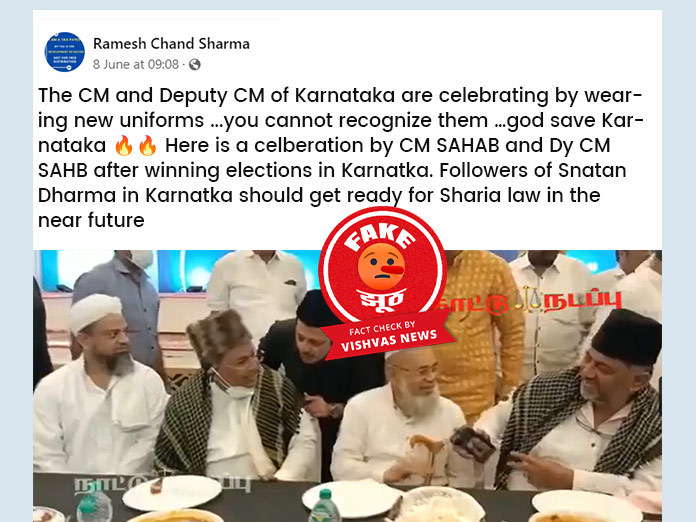 Ramesh Chand Sharma
8 June at 09:08 ·
The CM and Deputy CM of Karnataka are celebrating by wear-
ing new uniforms ...you cannot recognize them ...god save Kar-
nataka 🔥🔥 Here is a celberation by CM SAHAB and Dy CM
SAHB after winning elections in Karnatka. Followers of Snatan
Dharma in Karnatka should get ready for Sharia law in the
near future
FAKE
झूठ
FACT CHECK BY
VISHVAS NEWS
நாட்டு நடப்பு
நாட்டு நடப்பு